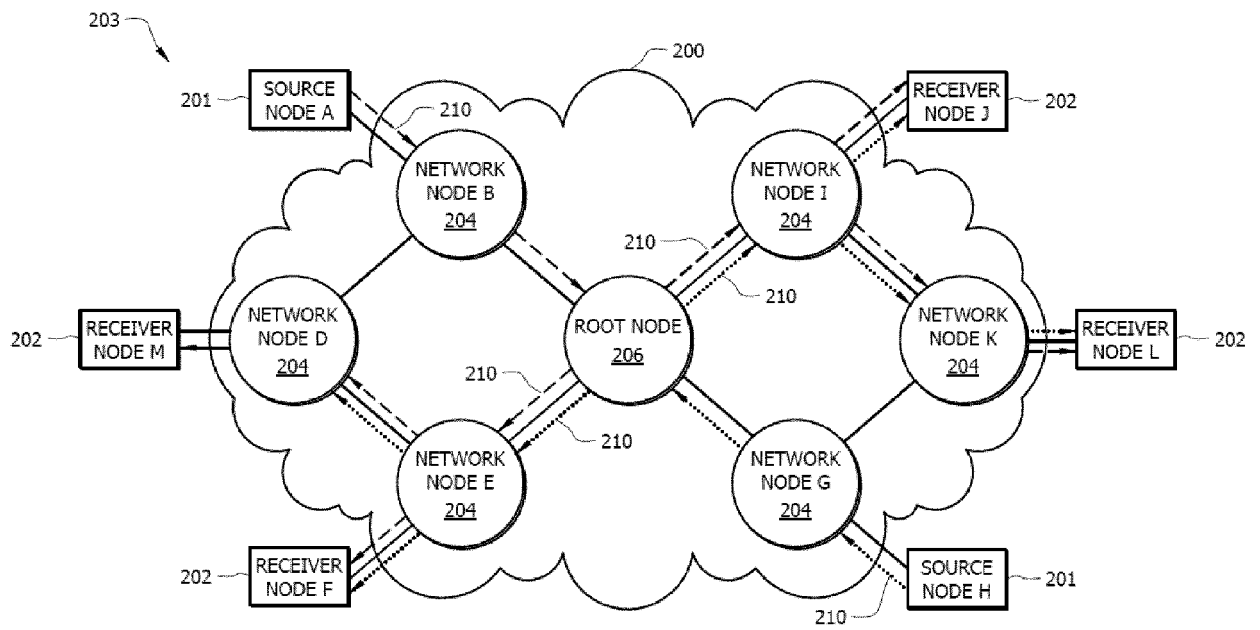 203
200
201
SOURCE
NODE A
210
RECEIVER
NODE J
202
NETWORK
NODE B
204
NETWORK
NODE I
204
210
210
202
RECEIVER
NODE M
NETWORK
NODE D
204
ROOT NODE
206
NETWORK
NODE K
204
RECEIVER
NODE L
202
210
210
NETWORK
NODE E
204
NETWORK
NODE G
204
202
RECEIVER
NODE F
SOURCE
NODE H
201
210